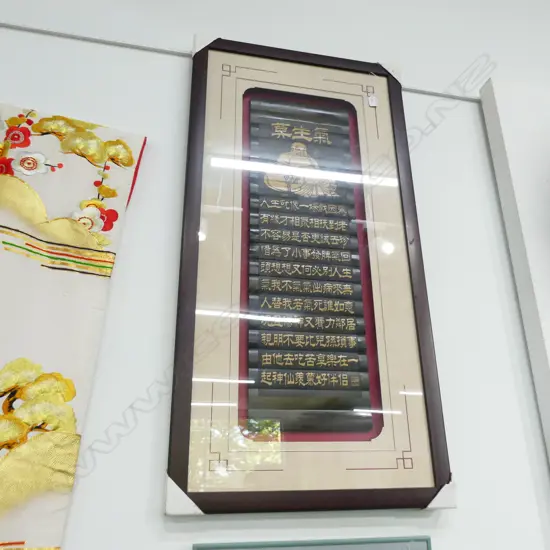 莫生氣
人生就像一場戲因為
有緣才相聚相扶到老
不容易是否更該去珍
惜為了小事發脾氣回
頭想想又何必別人生
氣我不氣氣出病來無
人替我若氣死誰如意
況且傷神又費力鄰居
親朋不要比兒孫瑣事
由他去吃苦享樂在一
起神仙羨慕好伴侶